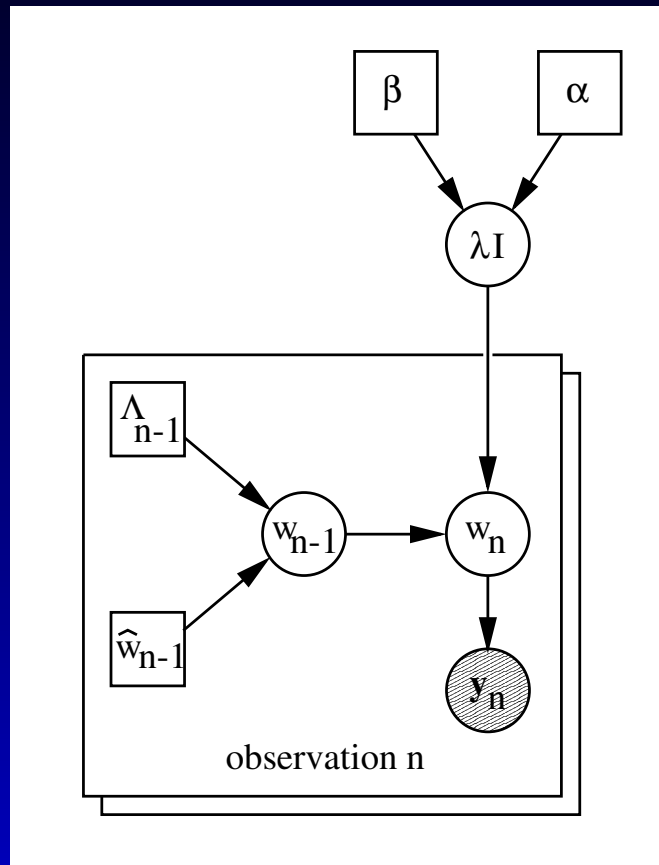 β
α
λI
Λn-1
wn-1
wn
ŵn-1
yn
observation n